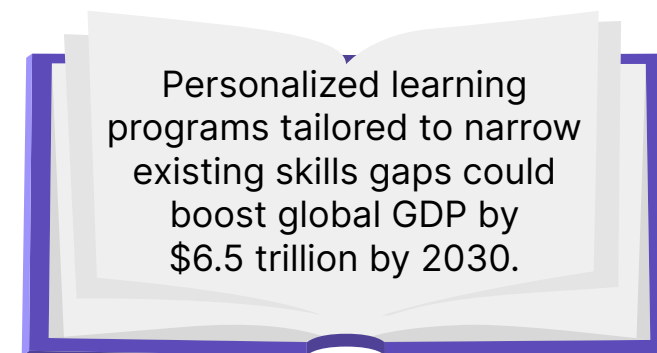 Personalized learning
programs tailored to narrow
existing skills gaps could
boost global GDP by
$6.5 trillion by 2030.